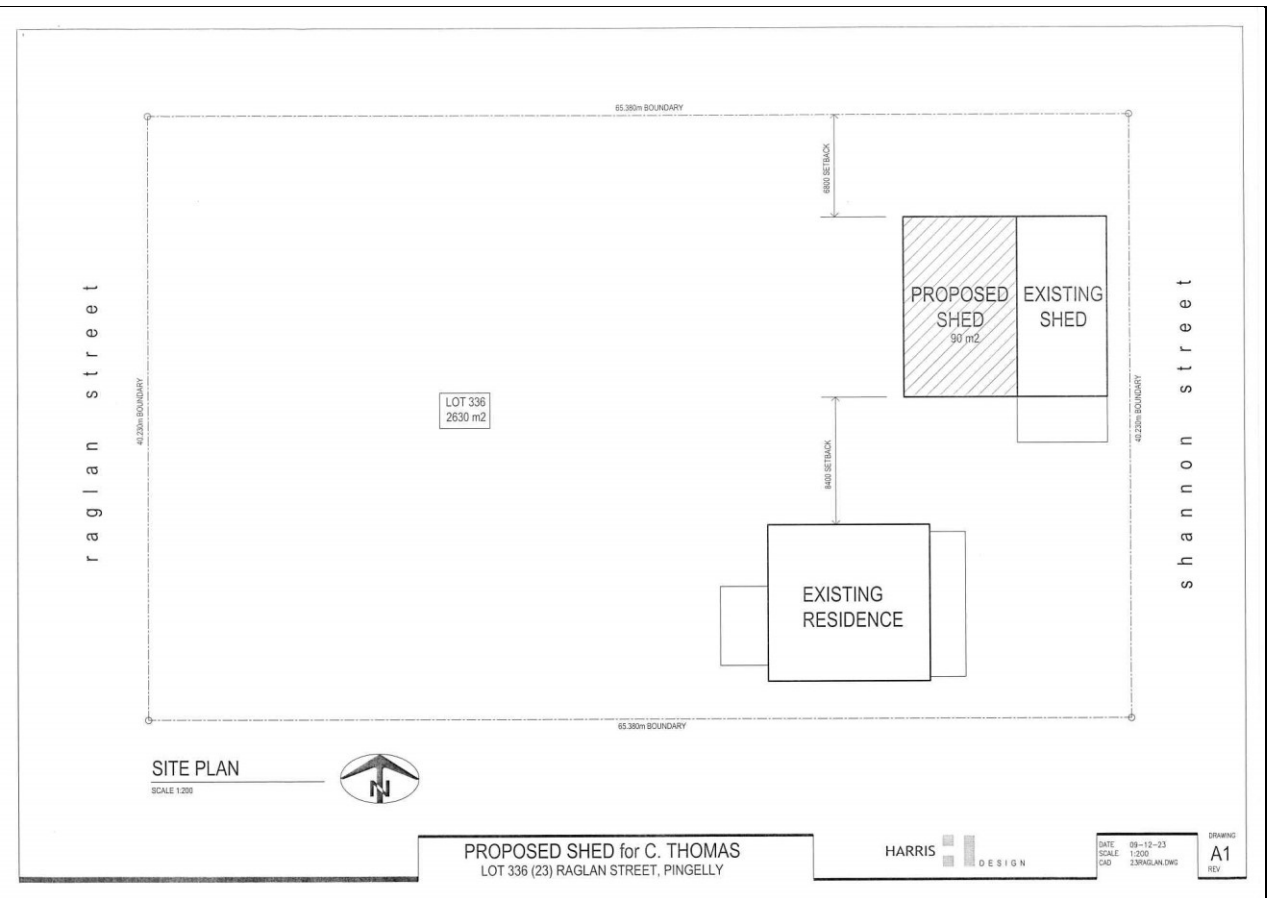 65.380m BOUNDARY
6800 SETBACK
PROPOSED
SHED
90 m2
EXISTING
SHED
raglan street
40.230m BOUNDARY
LOT 336
2630 m2
8400 SETBACK
40.230m BOUNDARY
shannon street
EXISTING
RESIDENCE
65.380m BOUNDARY
SITE PLAN
SCALE 1:200
N
PROPOSED SHED for C. THOMAS
LOT 336 (23) RAGLAN STREET, PINGELLY
HARRIS
DESIGN
DATE 09-12-23
SCALE 1:200
CAD 23RAGLAN.DWG
DRAWING
A1
REV